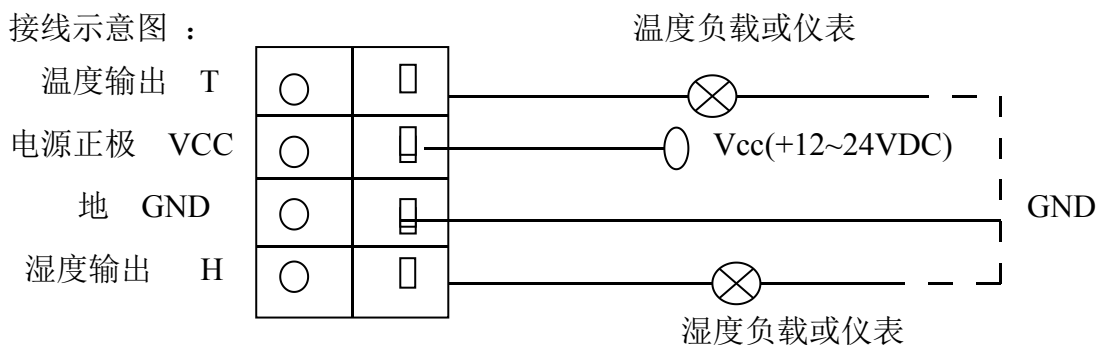 接线示意图 ：
温度负载或仪表
温度输出 T
电源正极 VCC
Vcc(+12~24VDC)
地 GND
GND
湿度输出 H
湿度负载或仪表